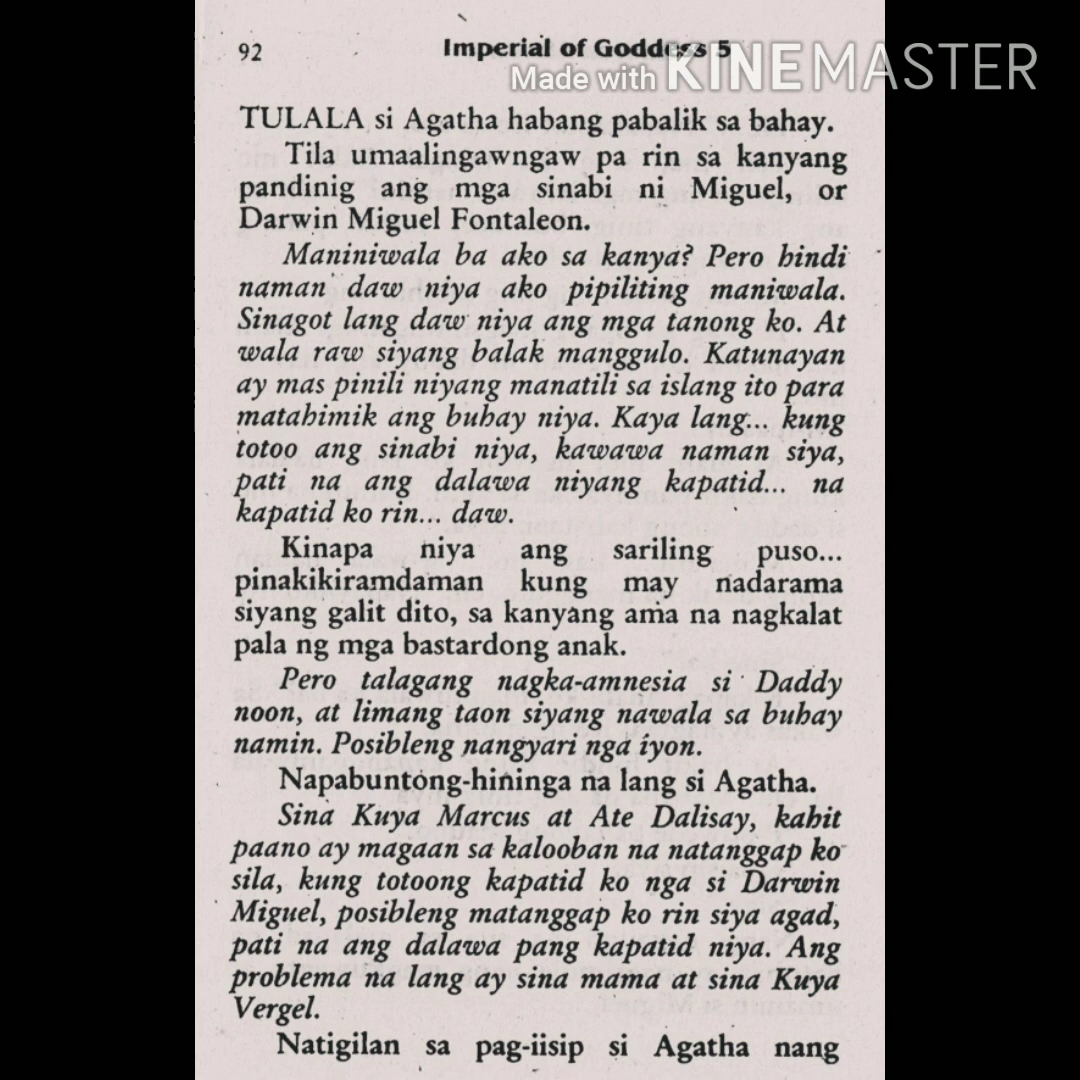 92
Imperial of Goddess 5
Made with KINEMASTER
TULALA si Agatha habang pabalik sa bahay.
Tila umaalingawngaw pa rin sa kanyang
pandinig ang mga sinabi ni Miguel, or
Darwin Miguel Fontaleon.
Maniniwala ba ako sa kanya? Pero hindi
naman daw niya ako pipiliting maniwala.
Sinagot lang daw niya ang mga tanong ko. At
wala raw siyang balak manggulo. Katunayan
ay mas pinili niyang manatili sa islang ito para
matahimik ang buhay niya. Kaya lang... kung
totoo ang sinabi niya, kawawa naman siya,
pati na ang dalawa niyang kapatid... na
kapatid ko rin... daw.
Kinapa niya ang sariling puso...
pinakikiramdaman kung may nadarama
siyang galit dito, sa kanyang ama na nagkalat
pala ng mga bastardong anak.
Pero talagang nagka-amnesia si Daddy
noon, at limang taon siyang nawala sa buhay
namin. Posibleng nangyari nga iyon.
Napabuntong-hininga na lang si Agatha.
Sina Kuya Marcus at Ate Dalisay, kahit
paano ay magaan sa kalooban na natanggap ko
sila, kung totoong kapatid ko nga si Darwin
Miguel, posibleng matanggap ko rin siya agad,
pati na ang dalawa pang kapatid niya. Ang
problema na lang ay sina mama at sina Kuya
Vergel.
Natigilan sa pag-iisip si Agatha nang